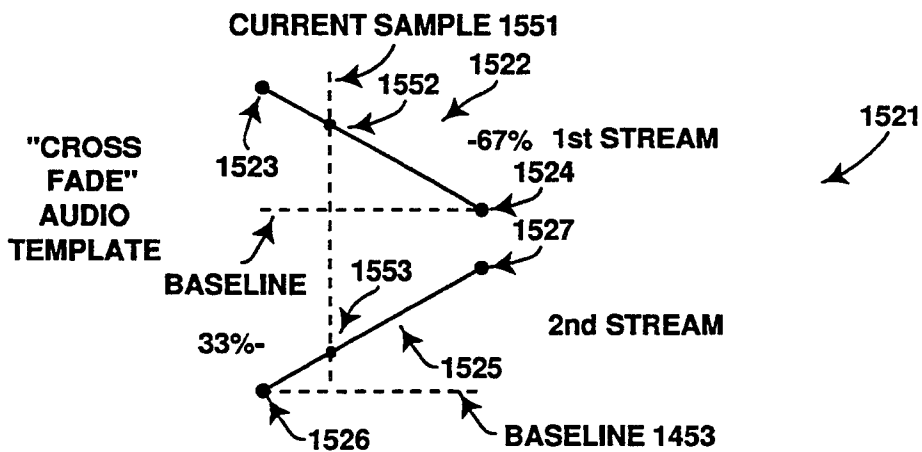 CURRENT SAMPLE 1551
1552
1522
1521
"CROSS
FADE"
AUDIO
TEMPLATE
1523
-67% 1st STREAM
1524
1527
BASELINE
1553
2nd STREAM
33%-
1525
1526
BASELINE 1453